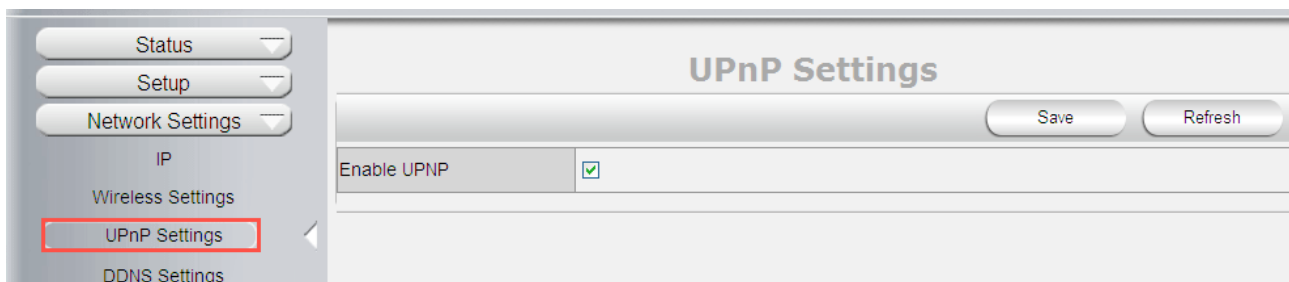 Status
Setup
Network Settings
IP
Wireless Settings
UPnP Settings
DDNS Settings
UPnP Settings
Save Refresh
Enable UPNP